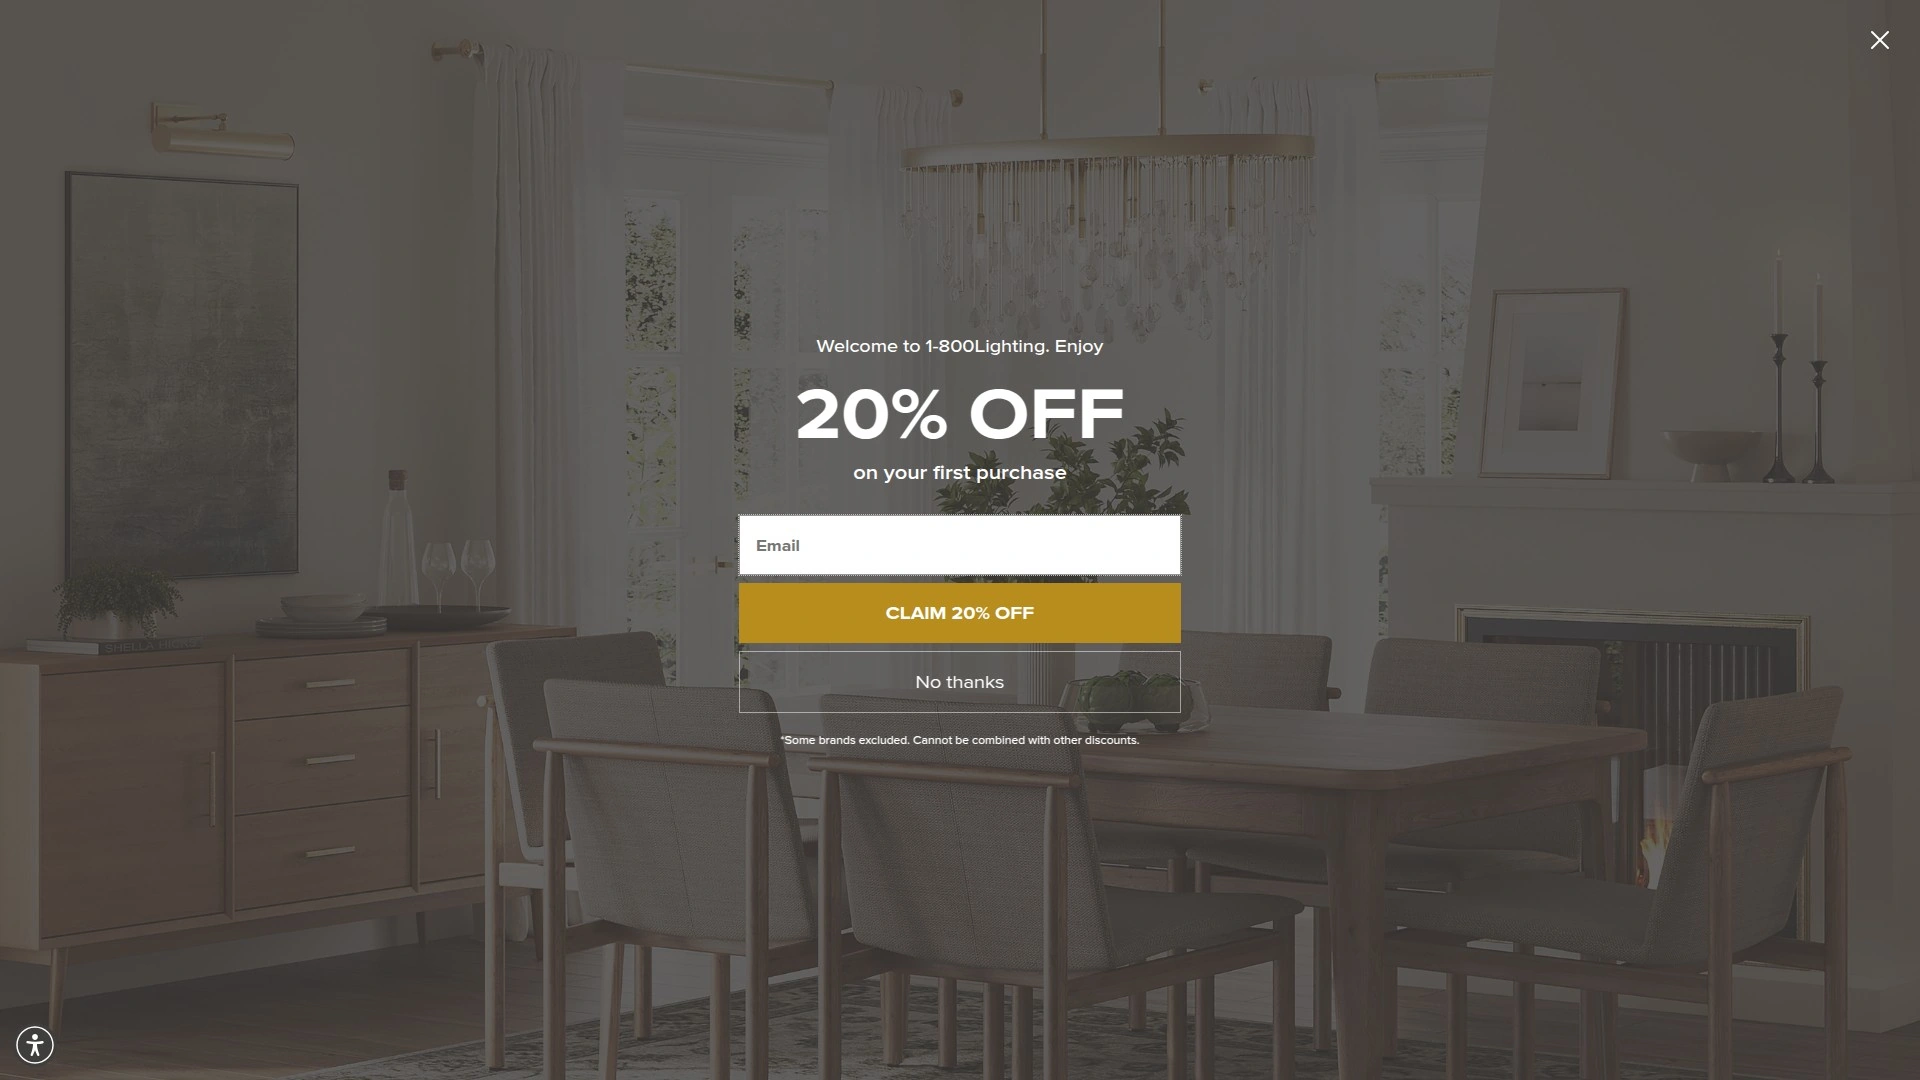 Welcome to 1-800Lighting. Enjoy
20% OFF
on your first purchase
Email
CLAIM 20% OFF
No thanks
*Some brands excluded. Cannot be combined with other discounts.